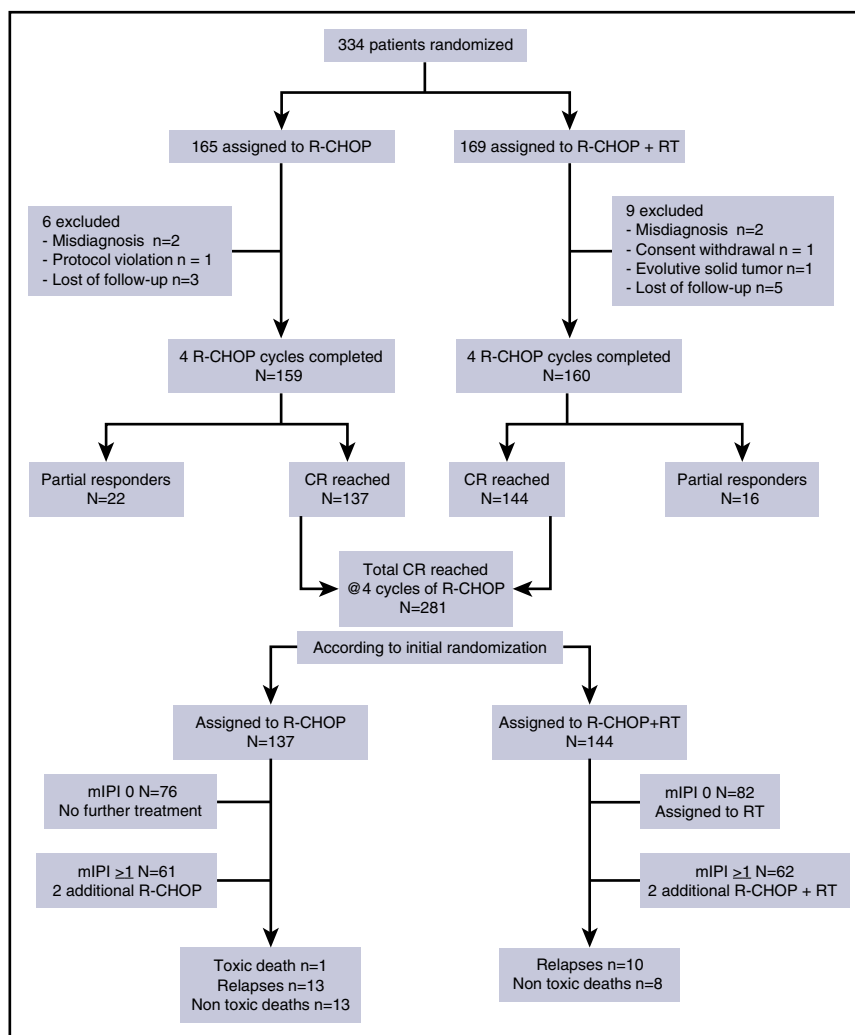 334 patients randomized
165 assigned to R-CHOP
169 assigned to R-CHOP + RT
6 excluded
- Misdiagnosis n=2
- Protocol violation n = 1
- Lost of follow-up n=3
9 excluded
- Misdiagnosis n=2
- Consent withdrawal n = 1
- Evolutive solid tumor n=1
- Lost of follow-up n=5
4 R-CHOP cycles completed
N=159
4 R-CHOP cycles completed
N=160
Partial responders
N=22
CR reached
N=137
CR reached
N=144
Partial responders
N=16
Total CR reached
@4 cycles of R-CHOP
N=281
According to initial randomization
Assigned to R-CHOP
N=137
Assigned to R-CHOP+RT
N=144
mIPI 0 N=76
No further treatment
mIPI 0 N=82
Assigned to RT
mIPI >1 N=61
2 additional R-CHOP
mIPI >1 N=62
2 additional R-CHOP + RT
Toxic death n=1
Relapses n=13
Non toxic deaths n=13
Relapses n=10
Non toxic deaths n=8